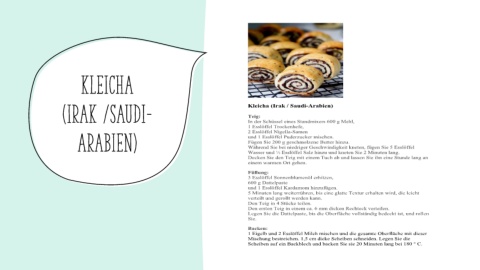 KLEICHA
(IRAK /SAUDI-
ARABIEN)
Kleicha (Irak / Saudi-Arabien)
Teig:
In der Schüssel eines Standmixers 600 g Mehl,
1 Esslöffel Trockenhefe,
2 Esslöffel Nigella-Samen
und 1 Esslöffel Puderzucker mischen.
Fügen Sie 200 g geschmolzene Butter hinzu.
Während Sie bei niedriger Geschwindigkeit kneten, fügen Sie 5 Esslöffel
Wasser und ½ Esslöffel Salz hinzu und kneten Sie 2 Minuten lang.
Decken Sie den Teig mit einem Tuch ab und lassen Sie ihn eine Stunde lang an
einem warmen Ort gehen.
Füllung:
3 Esslöffel Sonnenblumenöl erhitzen,
600 g Dattelpaste
und 1 Esslöffel Kardamom hinzufügen.
5 Minuten lang weiterrühren, bis eine glatte Textur erhalten wird, die leicht
verteilt und gerollt werden kann.
Den Teig in 4 Stücke teilen.
Den ersten Teig in einem ca. 6 mm dicken Rechteck verteilen.
Legen Sie die Dattelpaste, bis die Oberfläche vollständig bedeckt ist, und rollen
Sie.
Backen:
1 Eigelb und 2 Esslöffel Milch mischen und die gesamte Oberfläche mit dieser
Mischung bestreichen. 1,5 cm dicke Scheiben schneiden. Legen Sie die
Scheiben auf ein Backblech und backen Sie sie 20 Minuten lang bei 180 ° C.